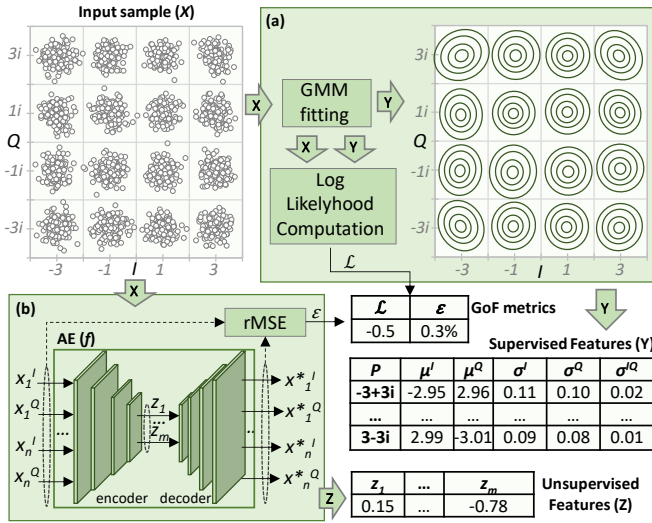 Input sample (X)
3i
1i
Q
-1i
-3i
-3 -1 I 1 3
X
(a)
GMM
fitting
X
Y
Y
Log
Likelyhood
Computation
ℒ
-3 -1 I 1 3
X
Y
(b)
rMSE
ε
AE (f)
x₁ᴵ
x₁Q
...
xₙᴵ
xₙQ
z₁
...
zₘ
encoder decoder
..
x*₁ᴵ
x*₁Q
x*ₙᴵ
x*ₙQ
Z
ℒ ε
-0.5 0.3%
GoF metrics
Supervised Features (Y)
P μᴵ μQ σᴵ σQ σᴵQ
-3+3i -2.95 2.96 0.11 0.10 0.02
... ... ... ... ... ...
3-3i 2.99 -3.01 0.09 0.08 0.01
z₁ ... zₘ
0.15 ... -0.78
Unsupervised
Features (Z)